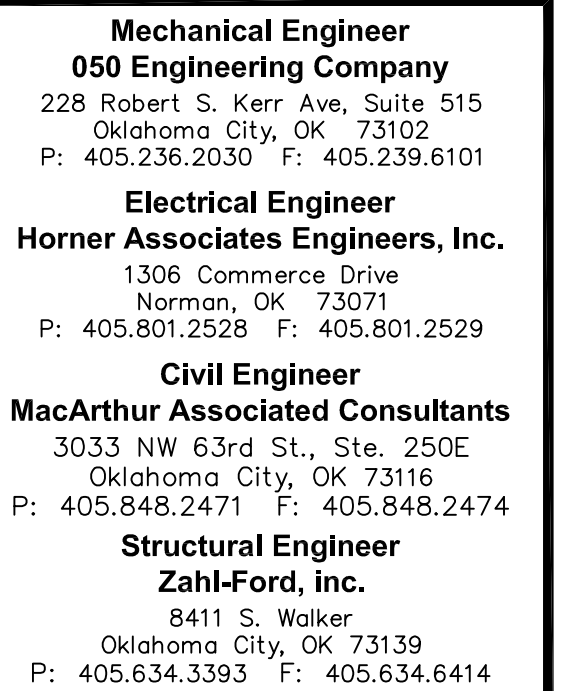 Mechanical Engineer
050 Engineering Company
228 Robert S. Kerr Ave, Suite 515
Oklahoma City, OK 73102
P: 405.236.2030 F: 405.239.6101
Electrical Engineer
Horner Associates Engineers, Inc.
1306 Commerce Drive
Norman, OK 73071
P: 405.801.2528 F: 405.801.2529
Civil Engineer
MacArthur Associated Consultants
3033 NW 63rd St., Ste. 250E
Oklahoma City, OK 73116
P: 405.848.2471 F: 405.848.2474
Structural Engineer
Zahl-Ford, inc.
8411 S. Walker
Oklahoma City, OK 73139
P: 405.634.3393 F: 405.634.6414